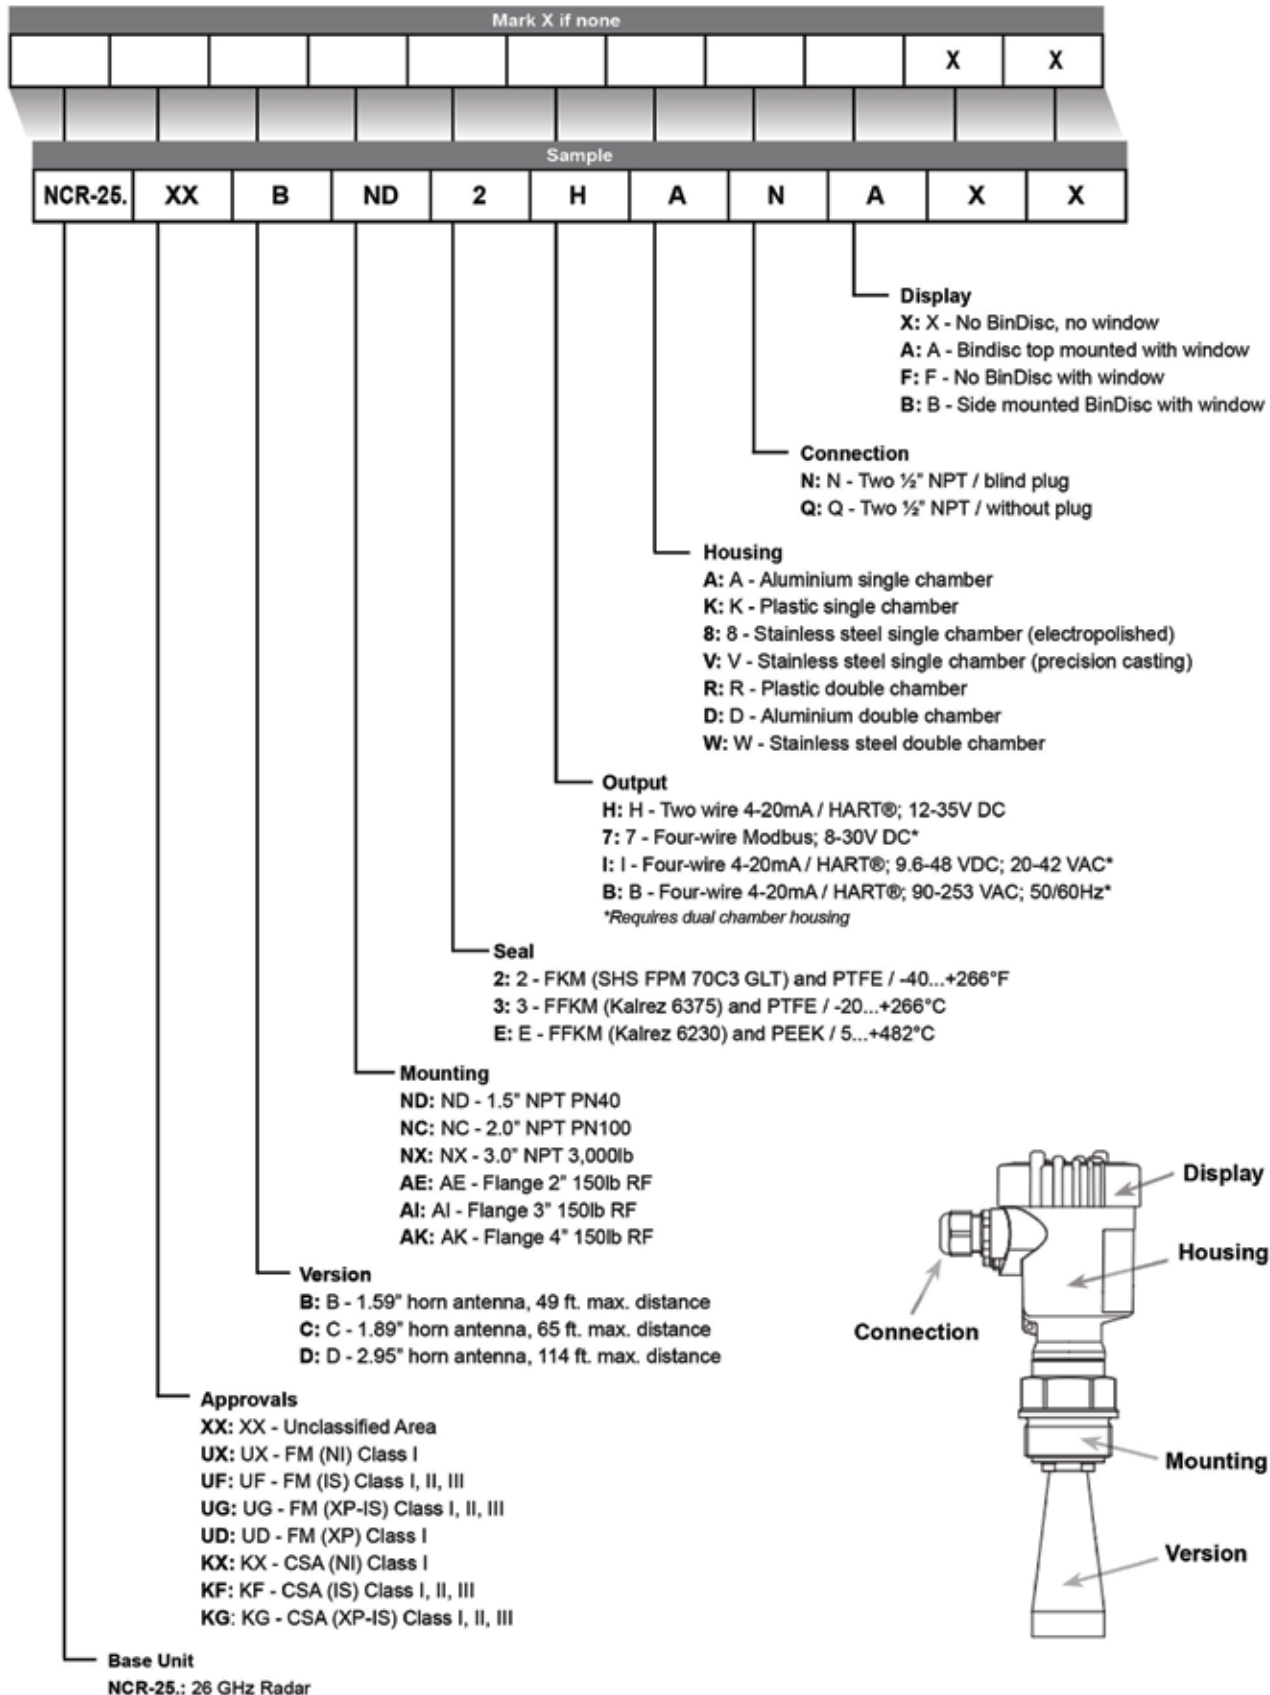 Mark X if none
X X
Sample
NCR-25. XX B ND 2 H A N A X X
Display
X: X - No BinDisc, no window
A: A - Bindisc top mounted with window
F: F - No BinDisc with window
B: B - Side mounted BinDisc with window
Connection
N: N - Two ½" NPT / blind plug
Q: Q - Two ½" NPT / without plug
Housing
A: A - Aluminium single chamber
K: K - Plastic single chamber
8: 8 - Stainless steel single chamber (electropolished)
V: V - Stainless steel single chamber (precision casting)
R: R - Plastic double chamber
D: D - Aluminium double chamber
W: W - Stainless steel double chamber
Output
H: H - Two wire 4-20mA / HART®; 12-35V DC
7: 7 - Four-wire Modbus; 8-30V DC*
I: I - Four-wire 4-20mA / HART®; 9.6-48 VDC; 20-42 VAC*
B: B - Four-wire 4-20mA / HART®; 90-253 VAC; 50/60Hz*
*Requires dual chamber housing
Seal
2: 2 - FKM (SHS FPM 70C3 GLT) and PTFE / -40...+266°F
3: 3 - FFKM (Kalrez 6375) and PTFE / -20...+266°C
E: E - FFKM (Kalrez 6230) and PEEK / 5...+482°C
Mounting
ND: ND - 1.5" NPT PN40
NC: NC - 2.0" NPT PN100
NX: NX - 3.0" NPT 3,000lb
AE: AE - Flange 2" 150lb RF
AI: AI - Flange 3" 150lb RF
AK: AK - Flange 4" 150lb RF
Version
B: B - 1.59" horn antenna, 49 ft. max. distance
C: C - 1.89" horn antenna, 65 ft. max. distance
D: D - 2.95" horn antenna, 114 ft. max. distance
Approvals
XX: XX - Unclassified Area
UX: UX - FM (NI) Class I
UF: UF - FM (IS) Class I, II, III
UG: UG - FM (XP-IS) Class I, II, III
UD: UD - FM (XP) Class I
KX: KX - CSA (NI) Class I
KF: KF - CSA (IS) Class I, II, III
KG: KG - CSA (XP-IS) Class I, II, III
Base Unit
NCR-25.: 26 GHz Radar
Display
Housing
Connection
Mounting
Version